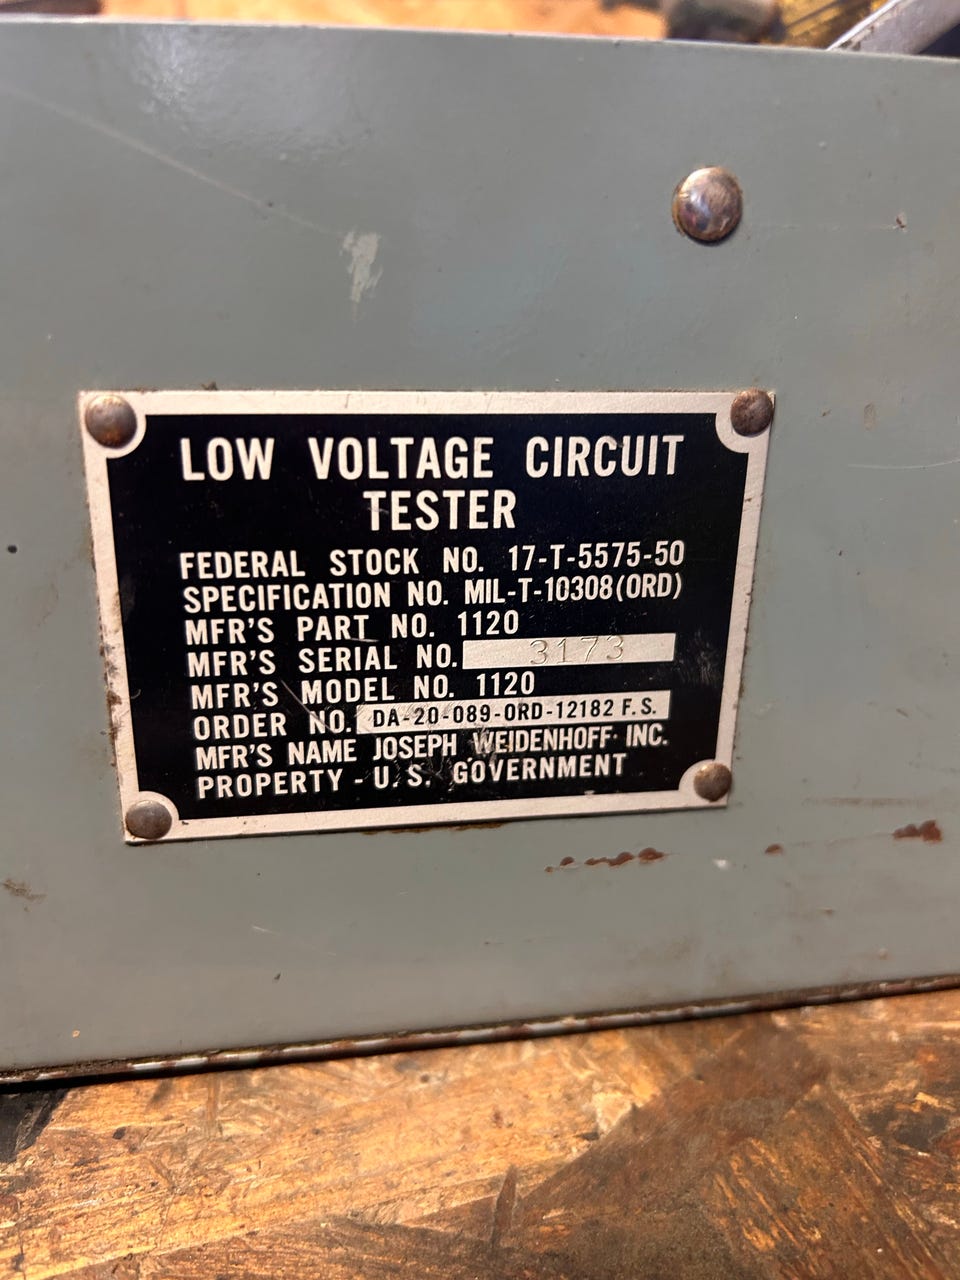 LOW VOLTAGE CIRCUIT
TESTER
FEDERAL STOCK NO. 17-T-5575-50
SPECIFICATION NO. MIL-T-10308(ORD)
MFR'S PART NO. 1120
MFR'S SERIAL NO. 3173
MFR'S MODEL NO. 1120
ORDER NO. DA-20-089-ORD-12182 F.S.
MFR'S NAME JOSEPH WEIDENHOFF INC.
PROPERTY - U.S. GOVERNMENT